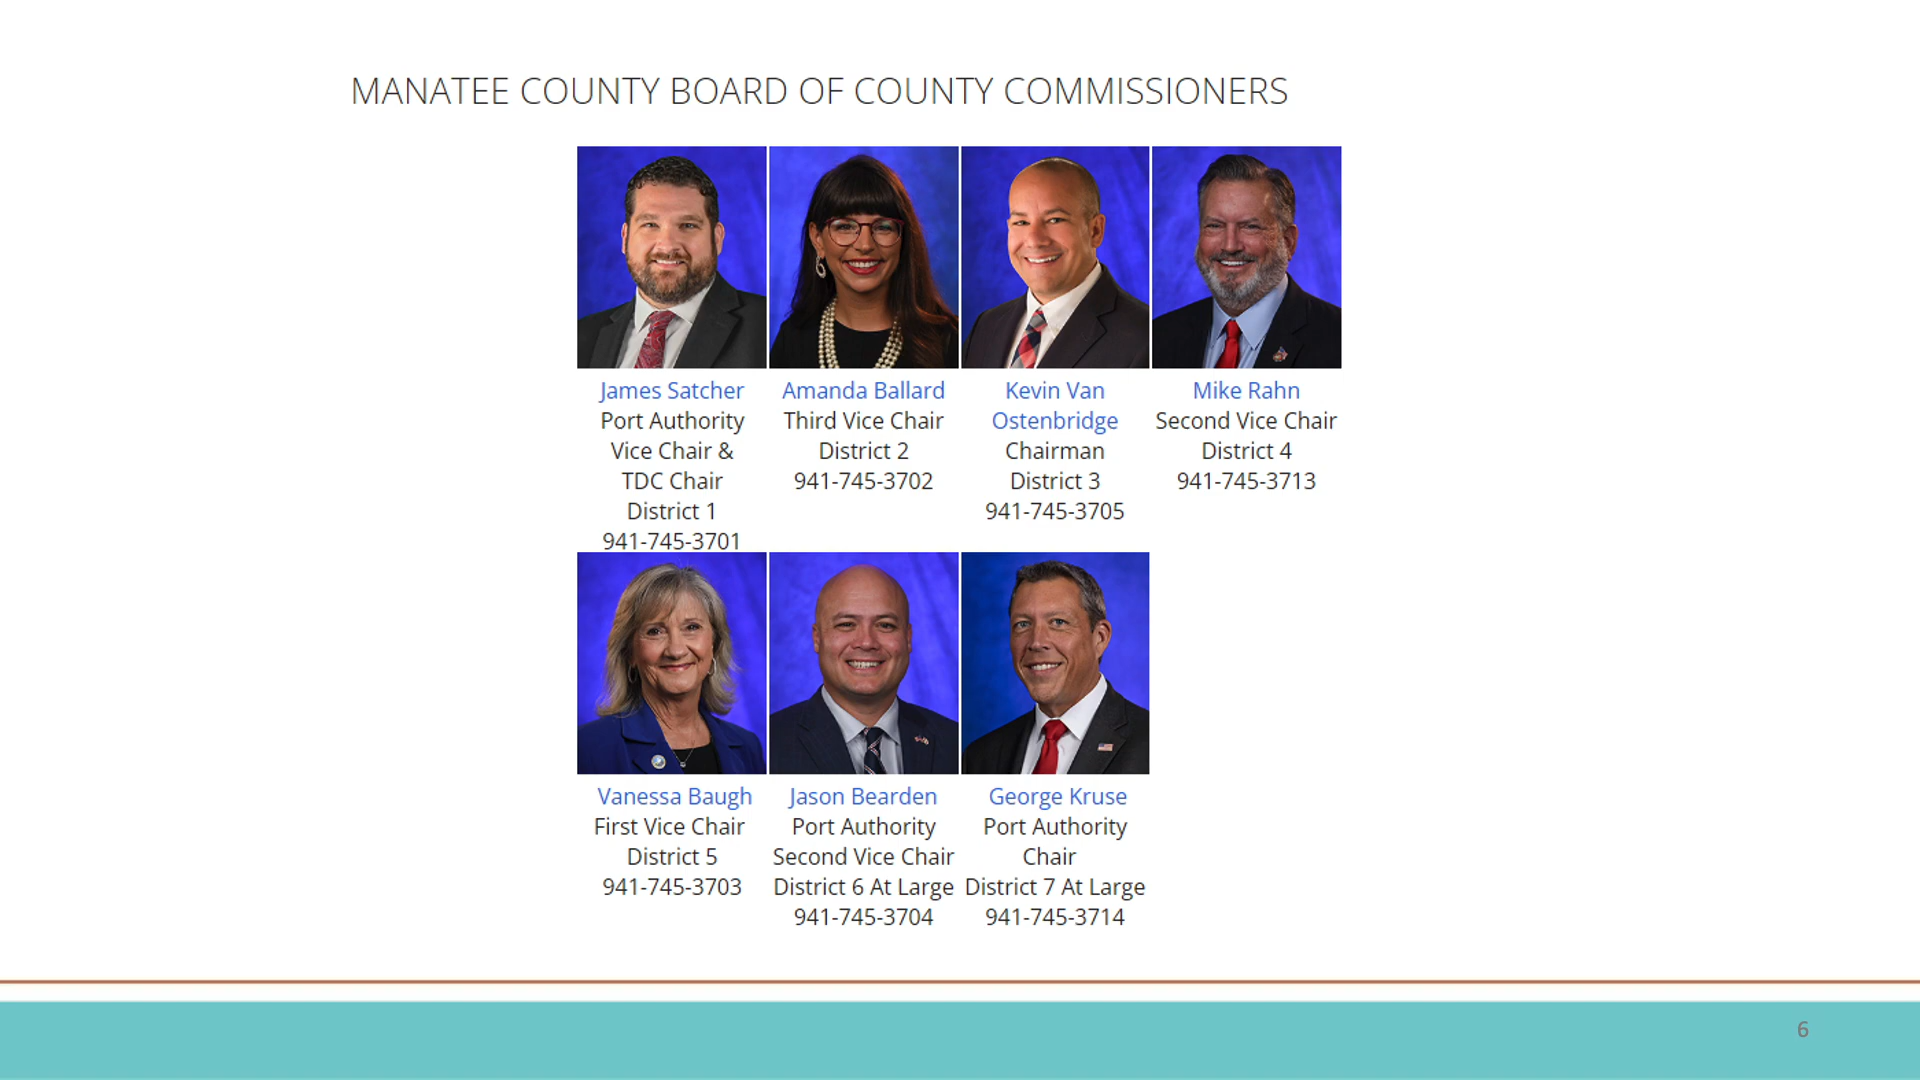 MANATEE COUNTY BOARD OF COUNTY COMMISSIONERS
James Satcher
Port Authority
Vice Chair &
TDC Chair
District 1
941-745-3701
Amanda Ballard
Third Vice Chair
District 2
941-745-3702
Kevin Van
Ostenbridge
Chairman
District 3
941-745-3705
Mike Rahn
Second Vice Chair
District 4
941-745-3713
Vanessa Baugh
First Vice Chair
District 5
941-745-3703
Jason Bearden
Port Authority
Second Vice Chair
District 6 At Large
941-745-3704
George Kruse
Port Authority
Chair
District 7 At Large
941-745-3714
6